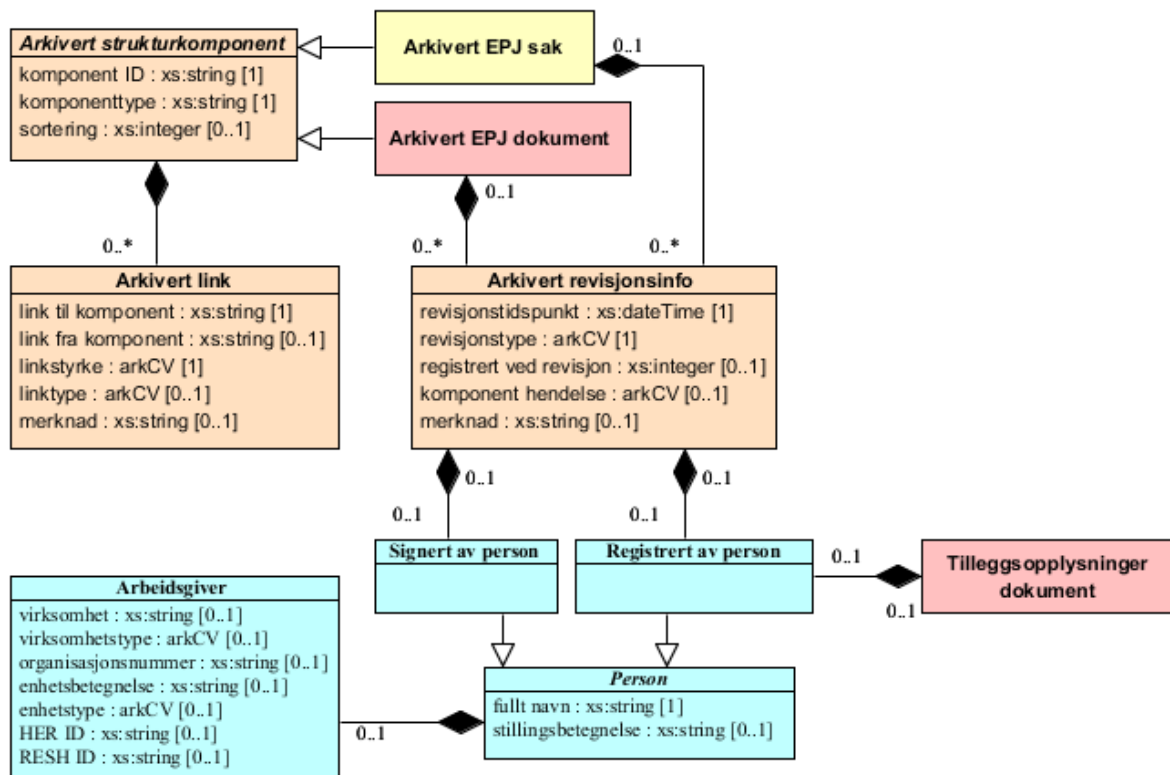 Arkivert strukturkomponent
komponent ID : xs:string [1]
komponenttype : xs:string [1]
sortering : xs:integer [0..1]
Arkivert EPJ sak
0..1
Arkivert EPJ dokument
0..1
0..*
0..*
0..*
Arkivert link
link til komponent : xs:string [1]
link fra komponent : xs:string [0..1]
linkstyrke : arkCV [1]
linktype : arkCV [0..1]
merknad : xs:string [0..1]
Arkivert revisjonsinfo
revisjonstidspunkt : xs:dateTime [1]
revisjonstype : arkCV [1]
registrert ved revisjon : xs:integer [0..1]
komponent hendelse : arkCV [0..1]
merknad : xs:string [0..1]
0..1
0..1
0..1
0..1
Signert av person
Registrert av person
0..1
0..1
Tilleggsopplysninger
dokument
Arbeidsgiver
virksomhet : xs:string [0..1]
virksomhetstype : arkCV [0..1]
organisasjonsnummer : xs:string [0..1]
enhetsbetegnelse : xs:string [0..1]
enhetstype : arkCV [0..1]
HER ID : xs:string [0..1]
RESH ID : xs:string [0..1]
0..1
Person
fullt navn : xs:string [1]
stillingsbetegnelse : xs:string [0..1]